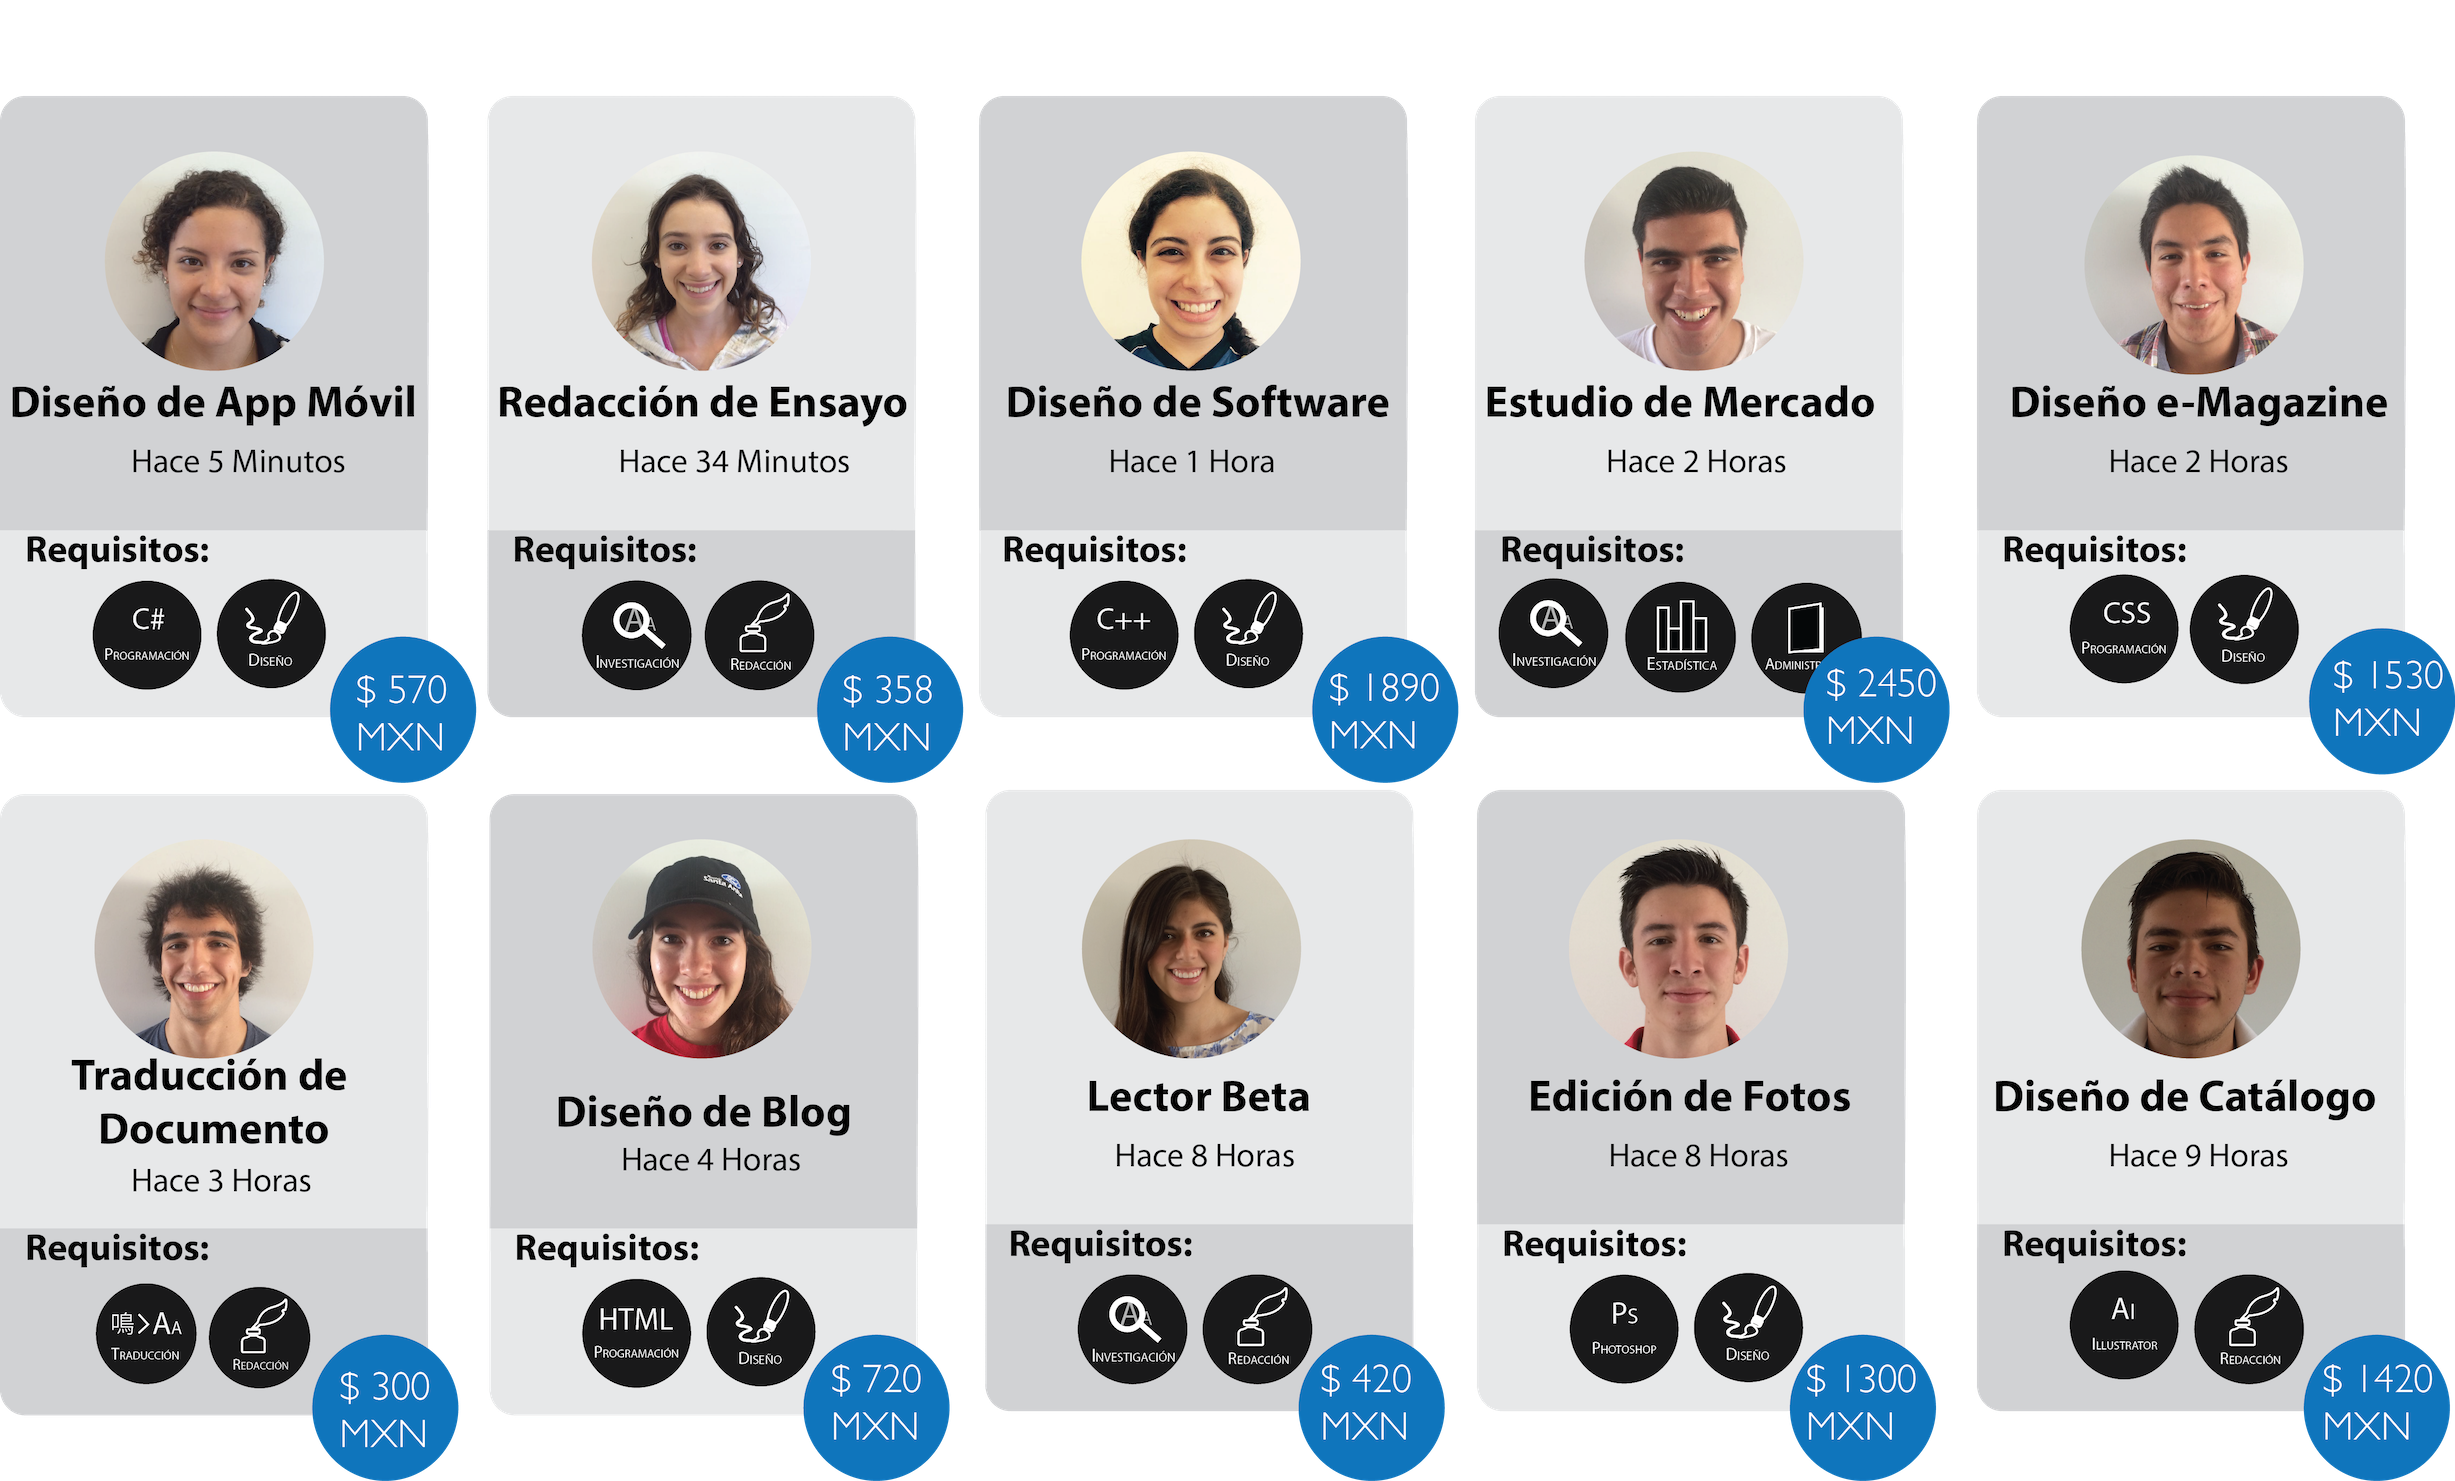 Diseño de App Móvil
Hace 5 Minutos
Requisitos:
C#
PROGRAMACIÓN
DISEÑO
$ 570
MXN
Redacción de Ensayo
Hace 34 Minutos
Requisitos:
INVESTIGACIÓN
REDACCIÓN
$ 358
MXN
Diseño de Software
Hace 1 Hora
Requisitos:
C++
PROGRAMACIÓN
DISEÑO
$ 1890
MXN
Estudio de Mercado
Hace 2 Horas
Requisitos:
INVESTIGACIÓN
ESTADÍSTICA
$ 2450
MXN
Diseño e-Magazine
Hace 2 Horas
Requisitos:
CSS
PROGRAMACIÓN
DISEÑO
$ 1530
MXN
Traducción de
Documento
Hace 3 Horas
Requisitos:
鳴>AA
TRADUCCIÓN
REDACCIÓN
$ 300
MXN
Diseño de Blog
Hace 4 Horas
Requisitos:
HTML
PROGRAMACIÓN
DISEÑO
$ 720
MXN
Lector Beta
Hace 8 Horas
Requisitos:
INVESTIGACIÓN
REDACCIÓN
$ 420
MXN
Edición de Fotos
Hace 8 Horas
Requisitos:
PS
PHOTOSHOP
DISEÑO
$ 1300
MXN
Diseño de Catálogo
Hace 9 Horas
Requisitos:
AI
ILLUSTRATOR
REDACCIÓN
$ 1420
MXN